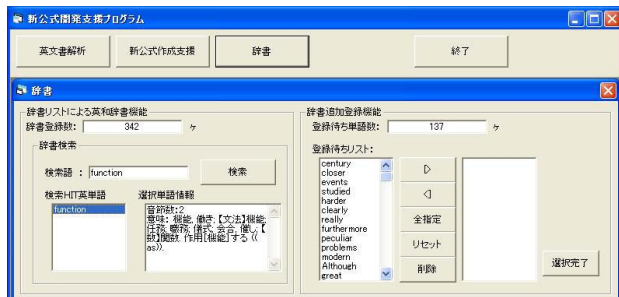 新公式開発支援プログラム
英文書解析
新公式作成支援
辞書
終了
辞書
辞書リストによる英和辞書機能
辞書登録数: 342 ヶ
辞書検索
検索語 : function
検索
検索HIT英単語
選択単語情報
function
音節数:2
意味: 機能, 働き;【文法】機能;
任務, 職務; 儀式, 会合, 催し;【
数】関数. 作用[機能]する ((
as)).
辞書追加登録機能
登録待ち単語数: 137 ヶ
登録待ちリスト:
century
closer
events
studied
harder
clearly
really
furthermore
peculiar
problems
modern
Although
great
全指定
リセット
削除
選択完了